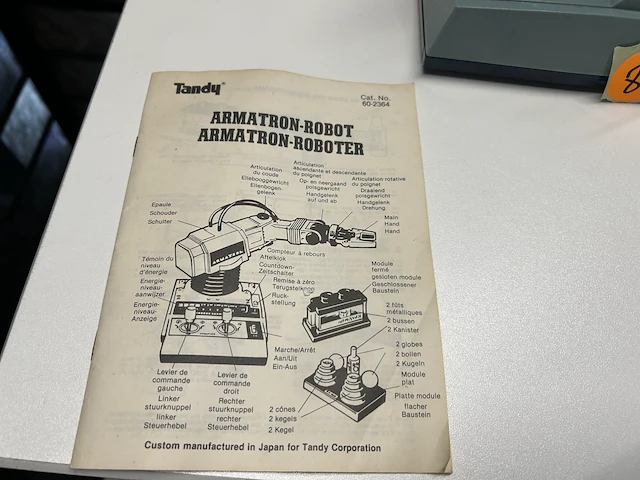 Tandy®
Cat. No.
60-2364
ARMATRON-ROBOT
ARMATRON-ROBOTER
Articulation
du coude
Ellebooggewricht
Ellenbogen-
gelenk
Articulation
ascendante et descendante
du poignet
Op- en neergaand
polsgewricht
Handgelenk
auf und ab
Articulation rotative
du poignet
Draaiend
polsgewricht
Handgelenk
Drehung
Epaule
Schouder
Schulter
Main
Hand
Hand
ARMATRON
Témoin du
niveau
d'énergie
Energie-
niveau-
aanwijzer
Energie-
niveau-
Anzeige
Compteur à rebours
Aftelklok
Countdown-
Zeitschalter
Remise à zéro
Terugstelknop
Ruck-
stellung
Module
fermé
gesloten module
Geschlossener
Baustein
2 fûts
métalliques
2 bussen
2 Kanister
Marche/Arrêt
Aan/Uit
Ein-Aus
2 globes
2 bollen
2 Kugeln
Module
plat
Platte module
flacher
Baustein
Levier de
commande
gauche
Linker
stuurknuppel
linker
Steuerhebel
Levier de
commande
droit
Rechter
stuurknuppel
rechter
Steuerhebel
2 cônes
2 kegels
2 Kegel
Custom manufactured in Japan for Tandy Corporation
8